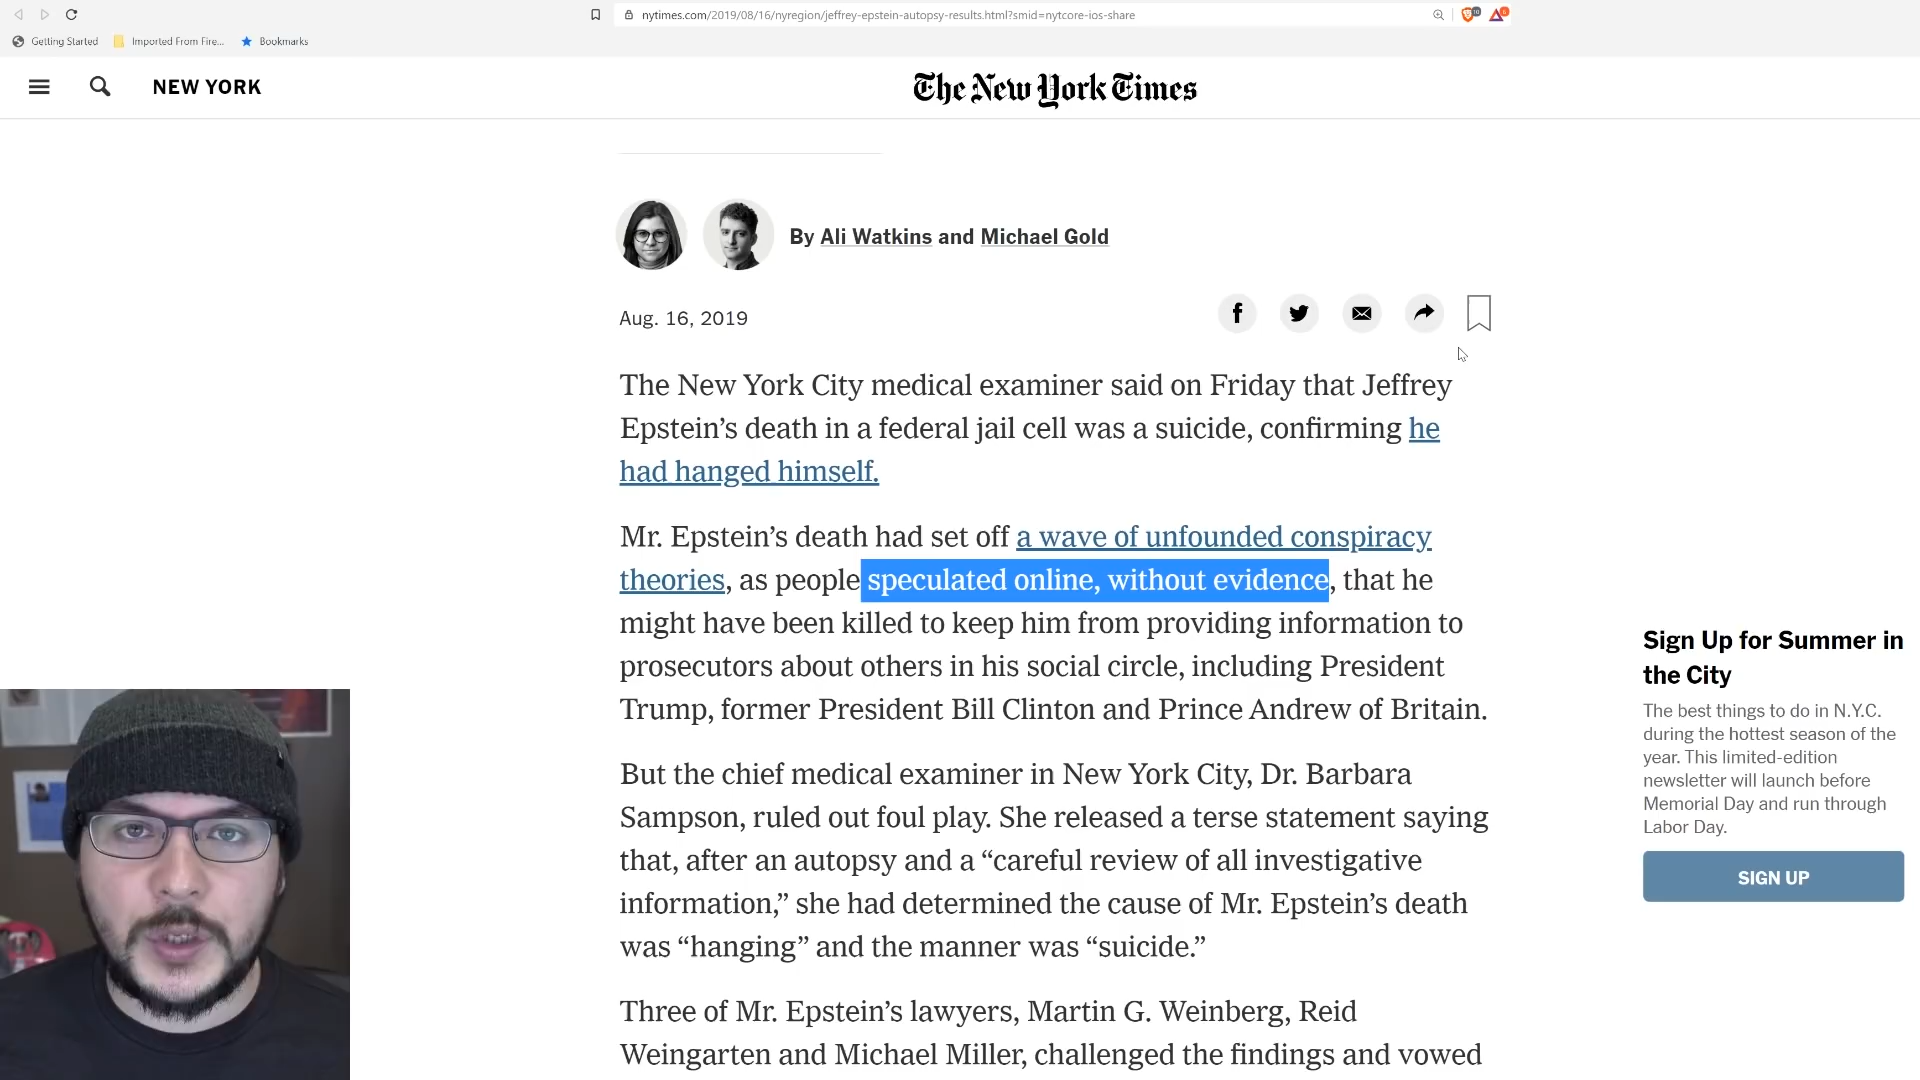 nytimes.com/2019/08/16/nyregion/jeffrey-epstein-autopsy-results.html?smid=nytcore-ios-share
Getting Started
Imported From Fire...
Bookmarks
NEW YORK
The New York Times
By Ali Watkins and Michael Gold
Aug. 16, 2019
The New York City medical examiner said on Friday that Jeffrey
Epstein’s death in a federal jail cell was a suicide, confirming he
had hanged himself.
Mr. Epstein’s death had set off a wave of unfounded conspiracy
theories, as people speculated online, without evidence, that he
might have been killed to keep him from providing information to
prosecutors about others in his social circle, including President
Trump, former President Bill Clinton and Prince Andrew of Britain.
But the chief medical examiner in New York City, Dr. Barbara
Sampson, ruled out foul play. She released a terse statement saying
that, after an autopsy and a “careful review of all investigative
information,” she had determined the cause of Mr. Epstein’s death
was “hanging” and the manner was “suicide.”
Three of Mr. Epstein’s lawyers, Martin G. Weinberg, Reid
Weingarten and Michael Miller, challenged the findings and vowed
Sign Up for Summer in
the City
The best things to do in N.Y.C.
during the hottest season of the
year. This limited-edition
newsletter will launch before
Memorial Day and run through
Labor Day.
SIGN UP